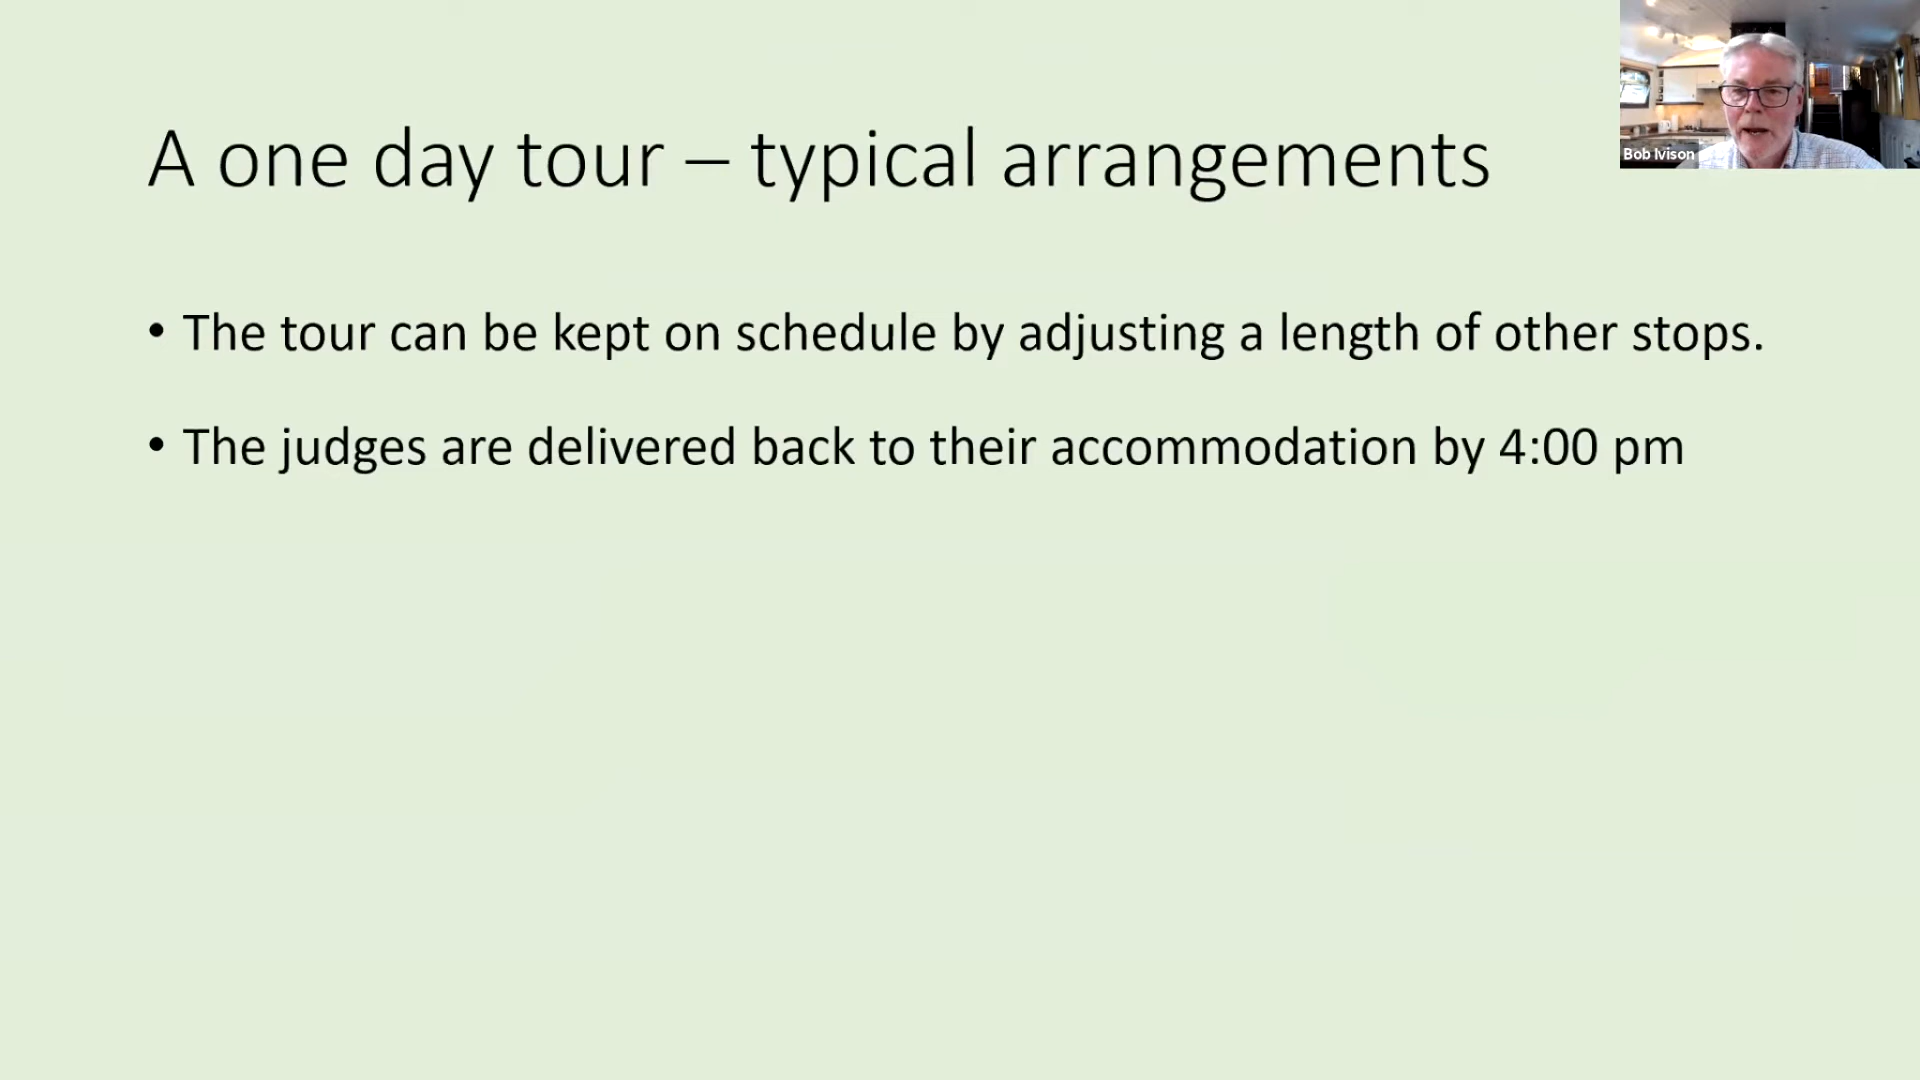 A one day tour – typical arrangements
Bob Ivison
• The tour can be kept on schedule by adjusting a length of other stops.
• The judges are delivered back to their accommodation by 4:00 pm